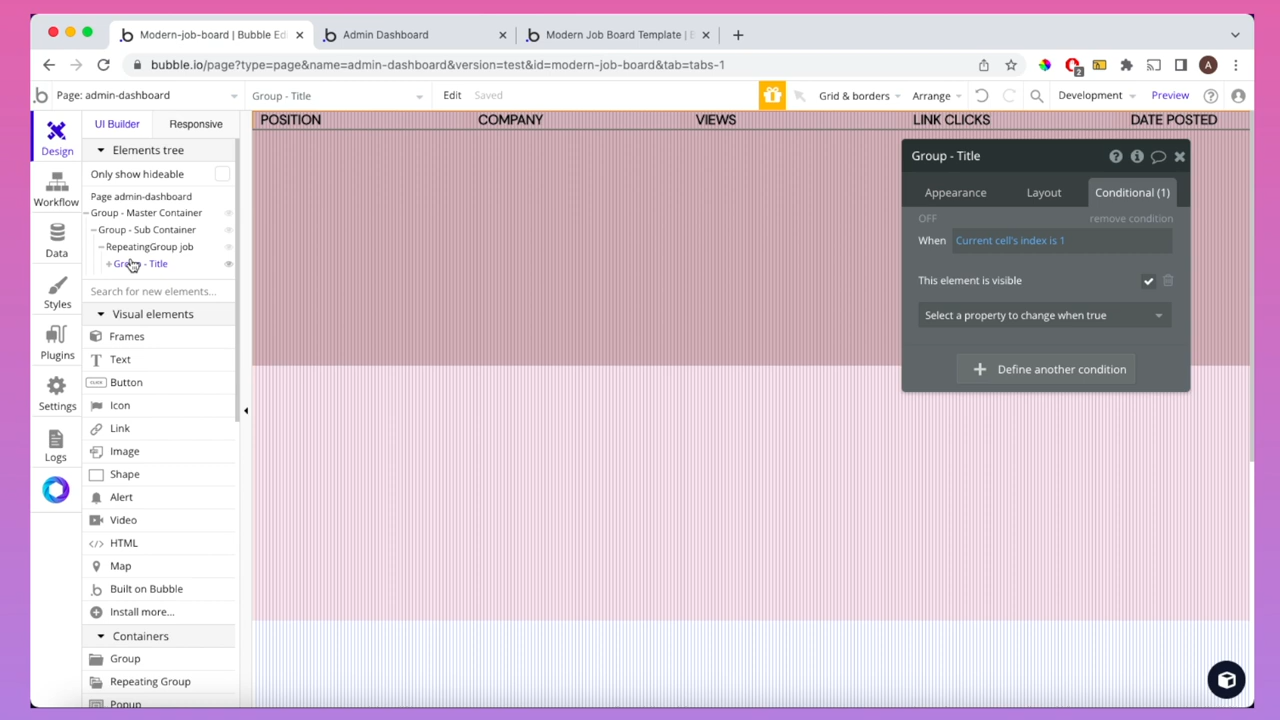 Modern-job-board | Bubble Edi
Admin Dashboard
Modern Job Board Template | B
bubble.io/page?type=page&name=admin-dashboard&version=test&id=modern-job-board&tab=tabs-1
2
A
Page: admin-dashboard
Group - Title
Edit
Saved
Grid & borders
Arrange
Development
Preview
UI Builder
Responsive
POSITION
COMPANY
VIEWS
LINK CLICKS
DATE POSTED
Design
Workflow
Data
Styles
Plugins
Settings
Logs
Elements tree
Only show hideable
Page admin-dashboard
Group - Master Container
Group - Sub Container
RepeatingGroup job
Group - Title
Search for new elements...
Visual elements
Frames
Text
CLICK
Button
Icon
Link
Image
Shape
Alert
Video
HTML
Map
Built on Bubble
Install more...
Containers
Group
Repeating Group
Popup
Group - Title
Appearance
Layout
Conditional (1)
OFF
remove condition
When
Current cell's index is 1
This element is visible
Select a property to change when true
Define another condition